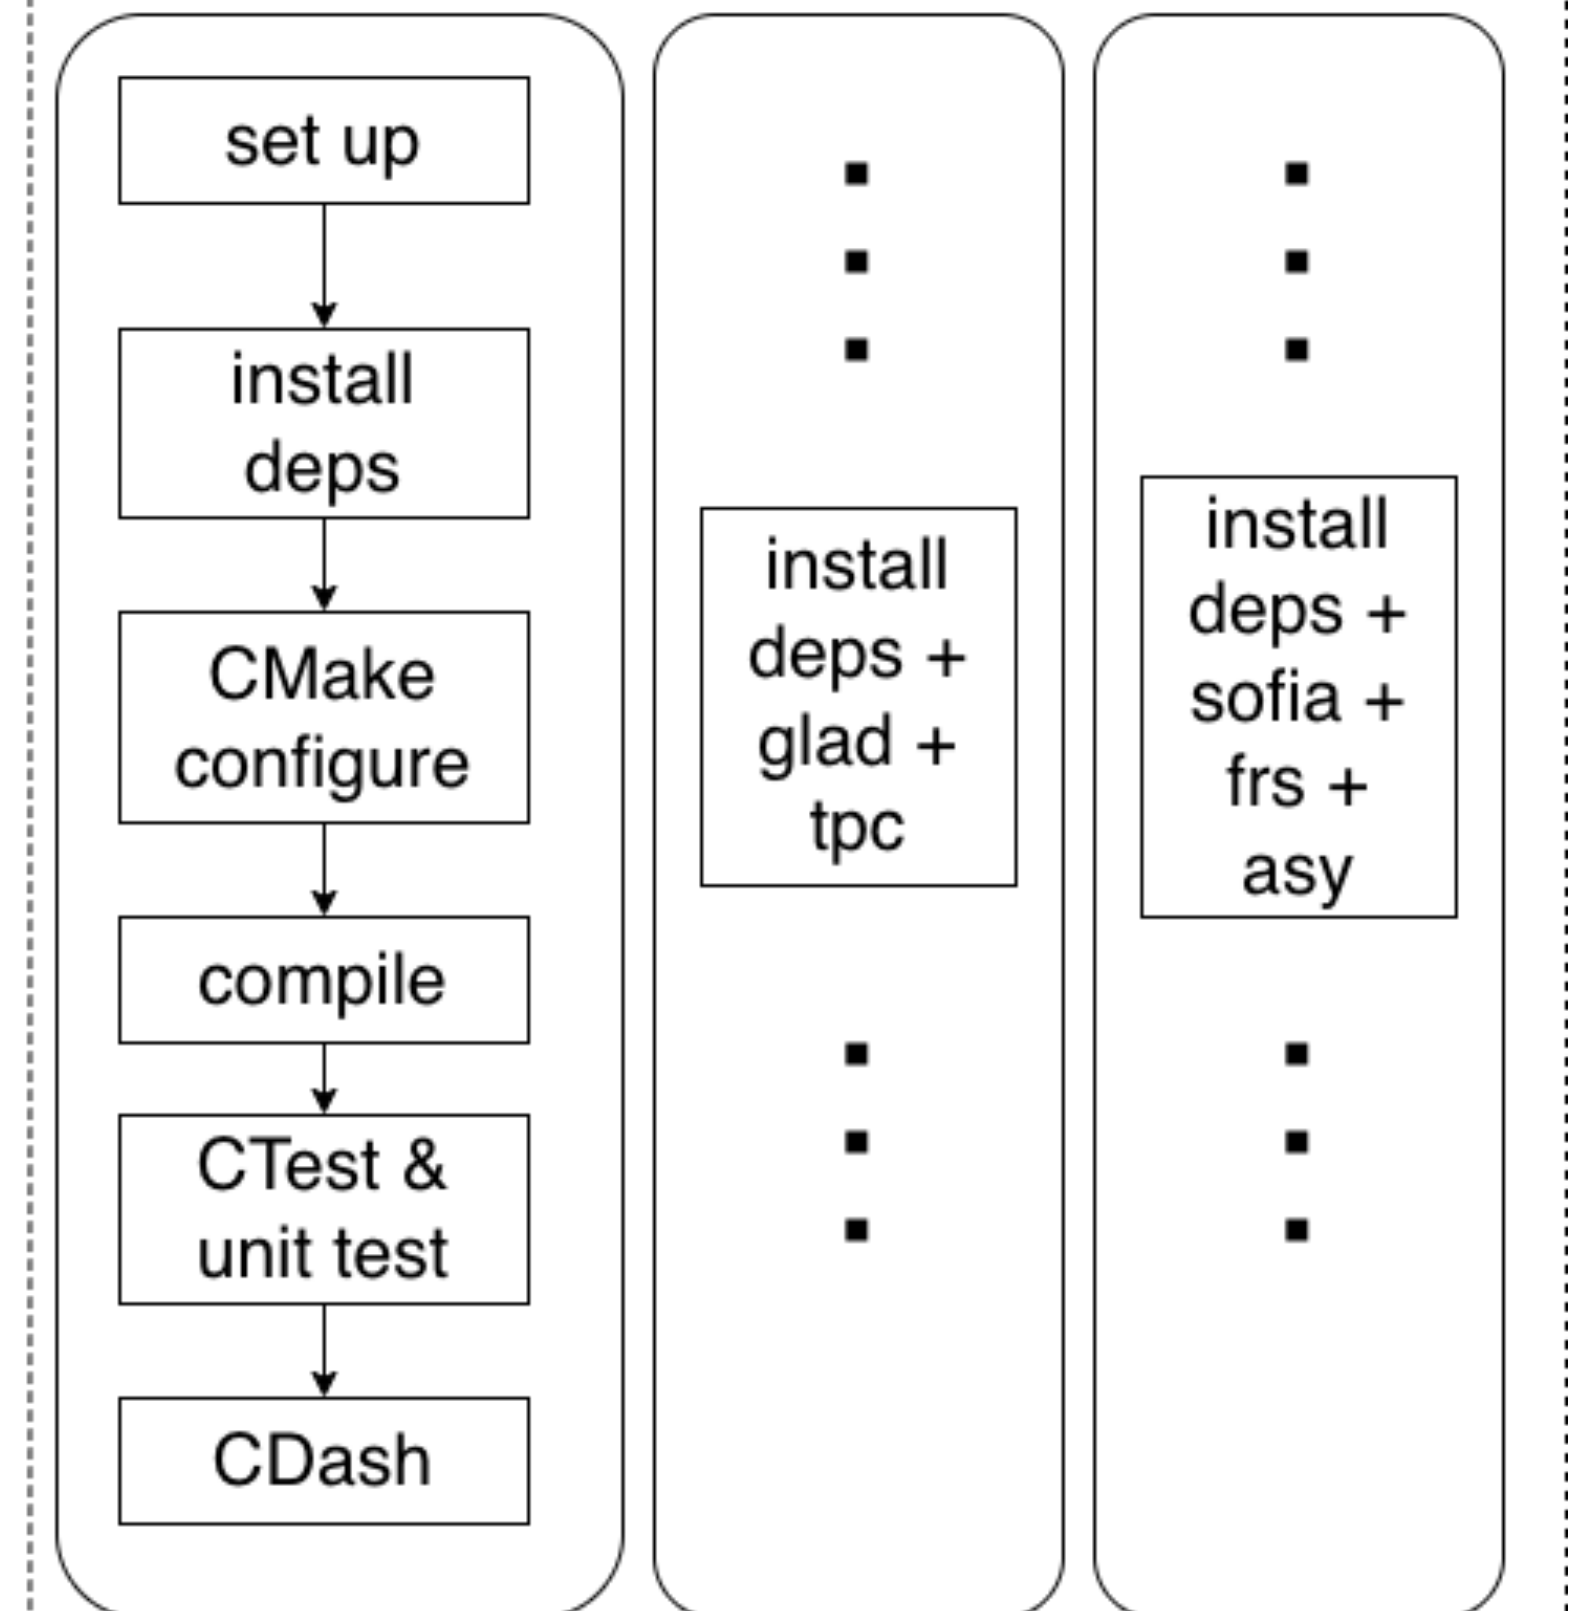 set up
install
deps
CMake
configure
compile
CTest &
unit test
CDash
install
deps +
glad +
tpc
install
deps +
sofia +
frs +
asy